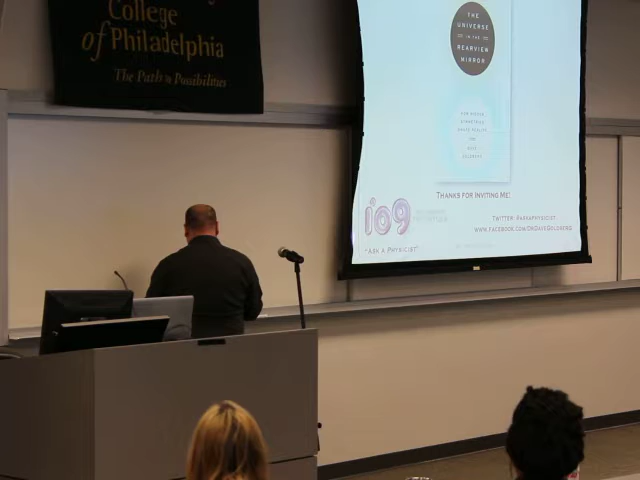 College
of Philadelphia
The Path to Possibilities
THE
UNIVERSE
IN THE
REARVIEW
MIRROR
THANKS FOR INVITING ME!
io9
"ASK A PHYSICIST"
TWITTER: @ASKAPHYSICIST
WWW.FACEBOOK.COM/DRDAVEGOLDBERG